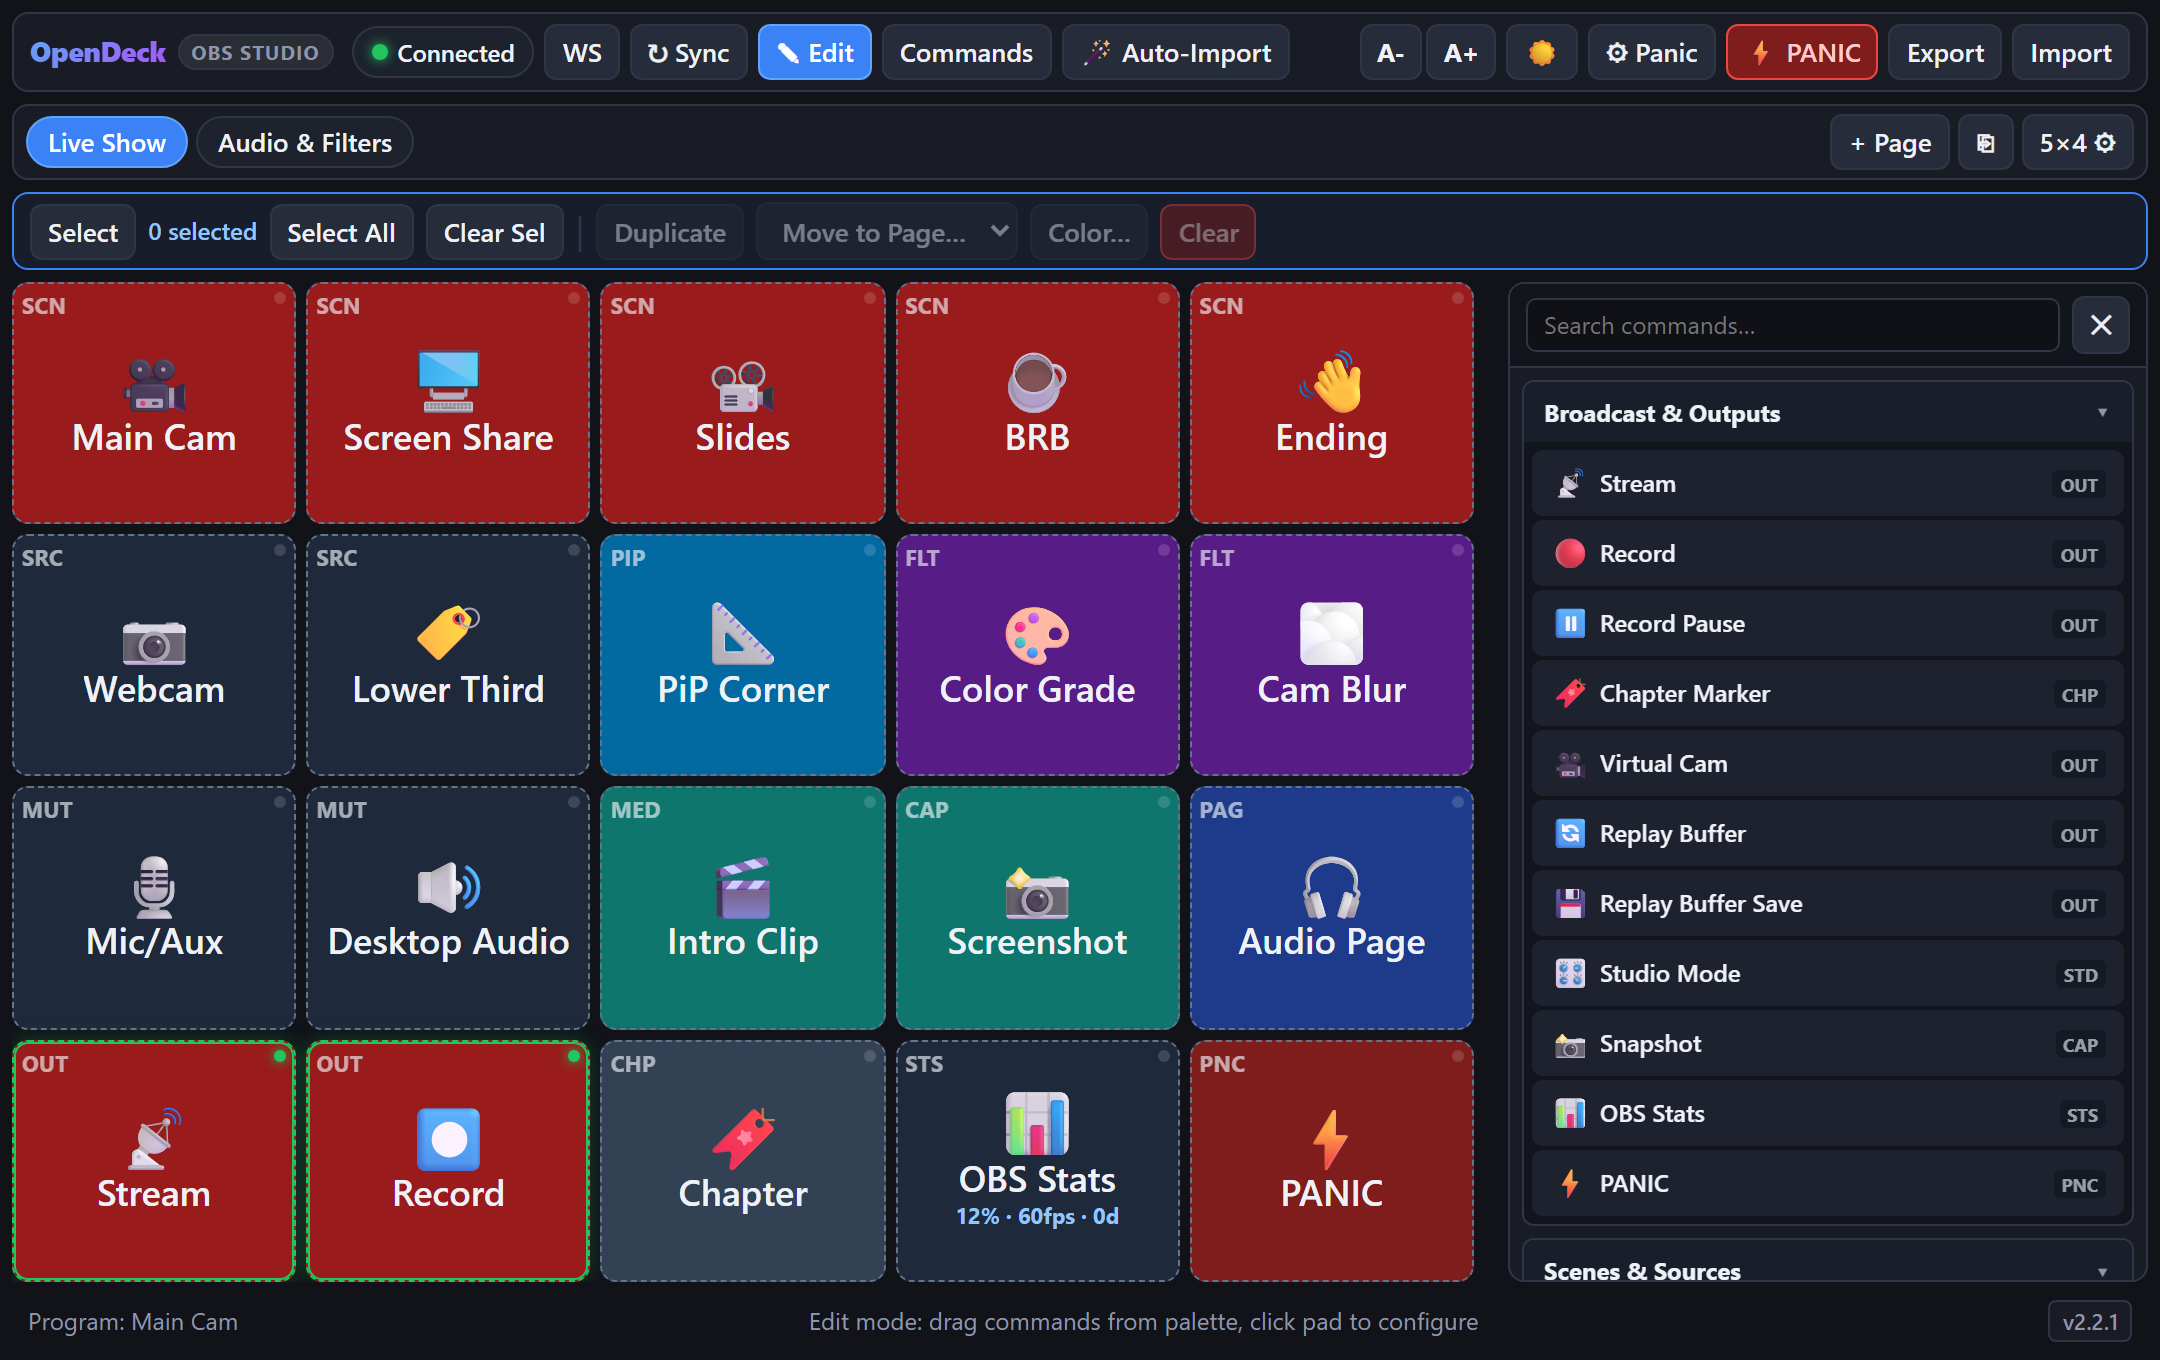 OpenDeck OBS STUDIO Connected WS ↻ Sync ✎ Edit Commands Auto-Import A- A+ ⚙ Panic PANIC Export Import
Live Show Audio & Filters + Page 5×4 ⚙
Select 0 selected Select All Clear Sel Duplicate Move to Page... Color... Clear
SCN
Main Cam
SCN
Screen Share
SCN
Slides
SCN
BRB
SCN
Ending
SRC
Webcam
SRC
Lower Third
PIP
PiP Corner
FLT
Color Grade
FLT
Cam Blur
MUT
Mic/Aux
MUT
Desktop Audio
MED
Intro Clip
CAP
Screenshot
PAG
Audio Page
OUT
Stream
OUT
Record
CHP
Chapter
STS
OBS Stats
12% · 60fps · 0d
PNC
PANIC
Search commands...
Broadcast & Outputs
Stream OUT
Record OUT
Record Pause OUT
Chapter Marker CHP
Virtual Cam OUT
Replay Buffer OUT
Replay Buffer Save OUT
Studio Mode STD
Snapshot CAP
OBS Stats STS
PANIC PNC
Scenes & Sources
Program: Main Cam
Edit mode: drag commands from palette, click pad to configure
v2.2.1